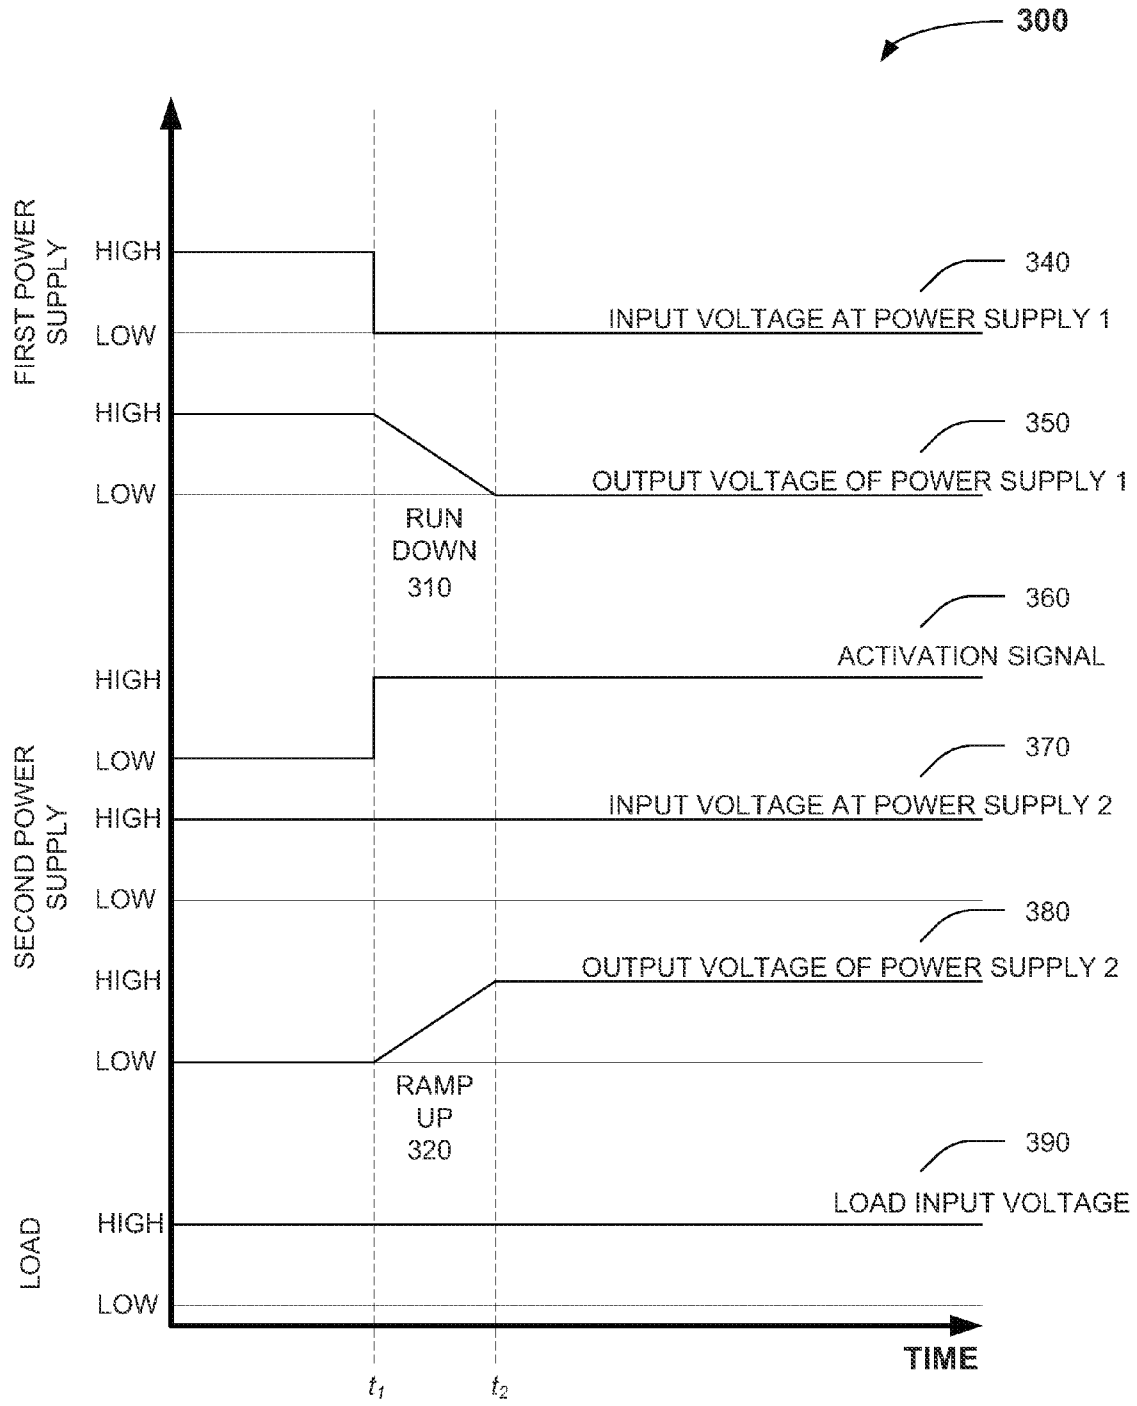 300
FIRST POWER
SUPPLY
HIGH
340
INPUT VOLTAGE AT POWER SUPPLY 1
LOW
HIGH
350
OUTPUT VOLTAGE OF POWER SUPPLY 1
LOW
RUN
DOWN
310
360
ACTIVATION SIGNAL
HIGH
SECOND POWER
SUPPLY
LOW
370
INPUT VOLTAGE AT POWER SUPPLY 2
HIGH
LOW
380
OUTPUT VOLTAGE OF POWER SUPPLY 2
HIGH
LOW
RAMP
UP
320
390
LOAD INPUT VOLTAGE
LOAD
HIGH
LOW
TIME
t1
t2